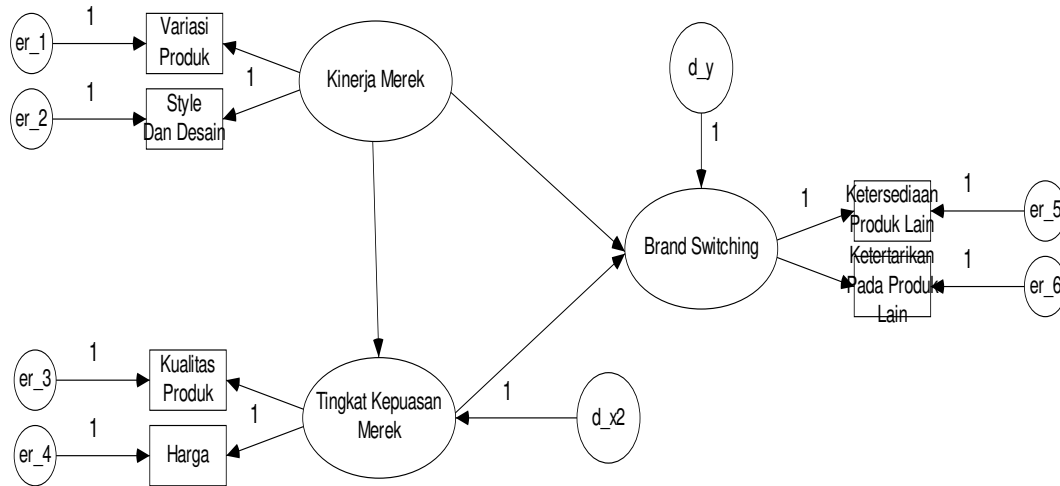 er_1
1
Variasi
Produk
er_2
1
Style
Dan Desain
1
Kinerja Merek
d_y
1
Brand Switching
1
Ketersediaan
Produk Lain
1
er_5
Ketertarikan
Pada Produk
Lain
1
er_6
er_3
1
Kualitas
Produk
er_4
1
Harga
1
Tingkat Kepuasan
Merek
1
d_x2